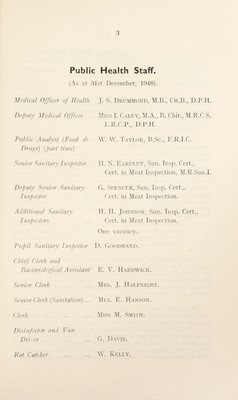 3
Public Health Staff.
(As at 31st December, 1948).
Medical Officer of Health J. S. DRUMMOND, M.B., CH.B., D.P.H.
Deputy Medical Officer MISS I. CALEY, M.A., B. Chir., M.R.C.S.
L.R.C.P., D.P.H.
Public Analyst (Food & W. W. TAYLOR, B.Sc., F.R.I.C.
Drugs) (part time)
Senior Sanitary Inspector H. N. EARDLEY, San. Insp. Cert.,
Cert. in Meat Inspection, M.R.San.I.
Deputy Senior Sanitary G. SPENCER, San. Insp. Cert.,
Inspector Cert. in Meat Inspection.
Additional Sanitary H. H. JOHNSON, San. Insp. Cert.,
Inspectors Cert. in Meat Inspection.
One vacancy.
Pupil Sanitary Inspector D. GOODHAND.
Chief Clerk and
Bacteriological Assistant E. V. HARDWICK.
Senior Clerk MRS. J. HALFNIGHT.
Senior Clerk (Sanitation) MRS. E. HANSON.
Clerk MISS M. SMITH.
Disinfector and Van
Driver G. DAVIS.
Rat Catcher W. KELLY.